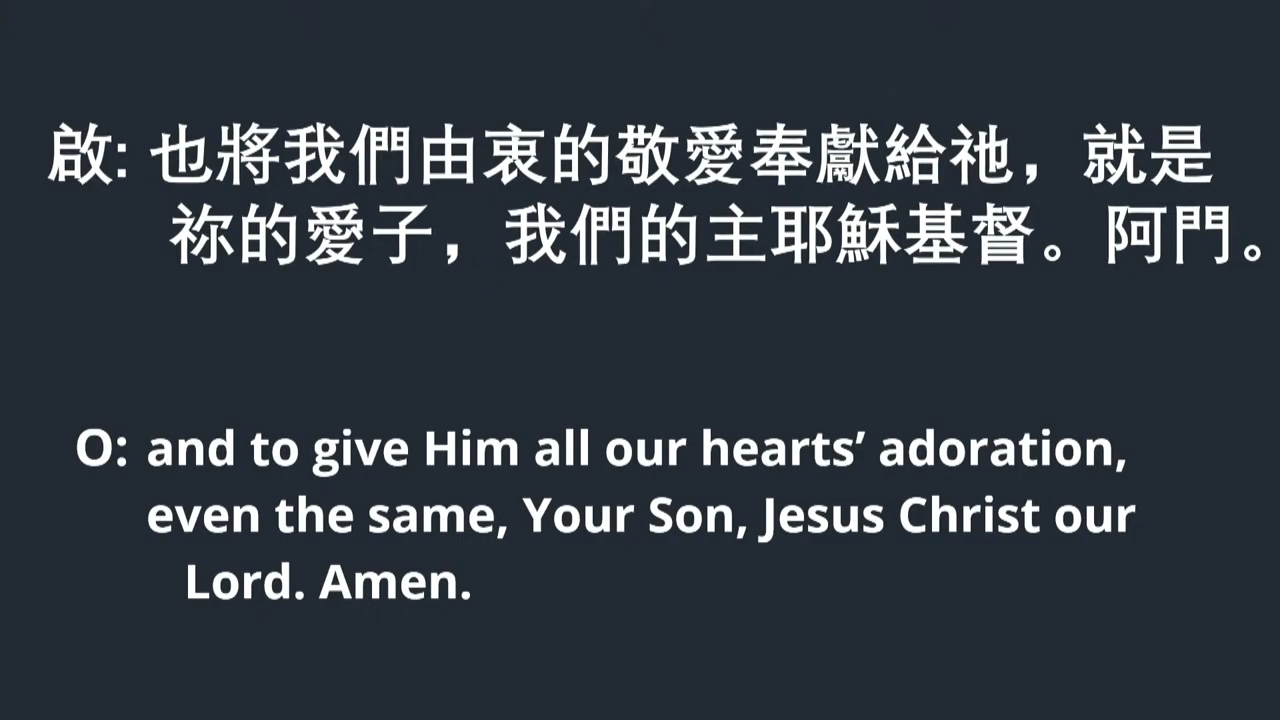 啟: 也將我們由衷的敬愛奉獻給祂，就是
祢的愛子，我們的主耶穌基督。阿門。
O: and to give Him all our hearts’ adoration,
even the same, Your Son, Jesus Christ our
Lord. Amen.